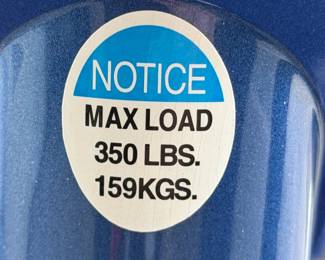 NOTICE
MAX LOAD
350 LBS.
159KGS.